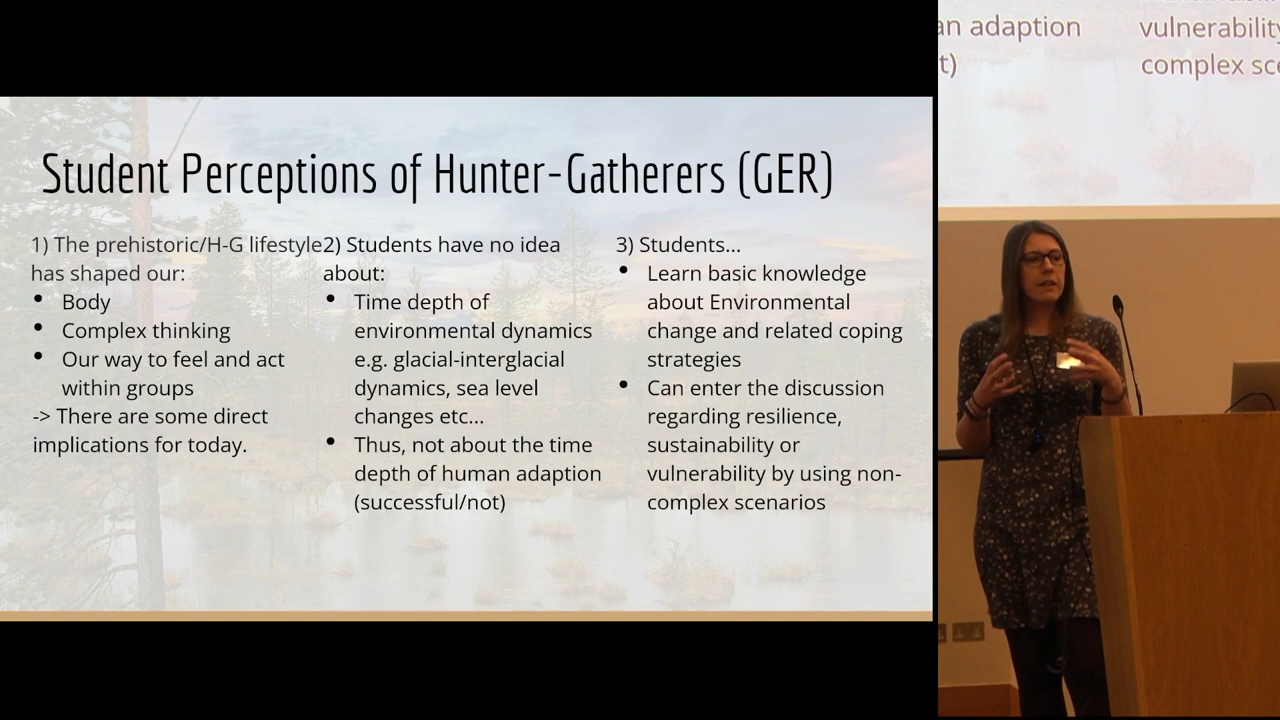 Student Perceptions of Hunter-Gatherers (GER)
1) The prehistoric/H-G lifestyle
has shaped our:
• Body
• Complex thinking
• Our way to feel and act
within groups
-> There are some direct
implications for today.
2) Students have no idea
about:
• Time depth of
environmental dynamics
e.g. glacial-interglacial
dynamics, sea level
changes etc...
• Thus, not about the time
depth of human adaption
(successful/not)
3) Students...
• Learn basic knowledge
about Environmental
change and related coping
strategies
• Can enter the discussion
regarding resilience,
sustainability or
vulnerability by using non-
complex scenarios
an adaption
t)
vulnerability
complex sce